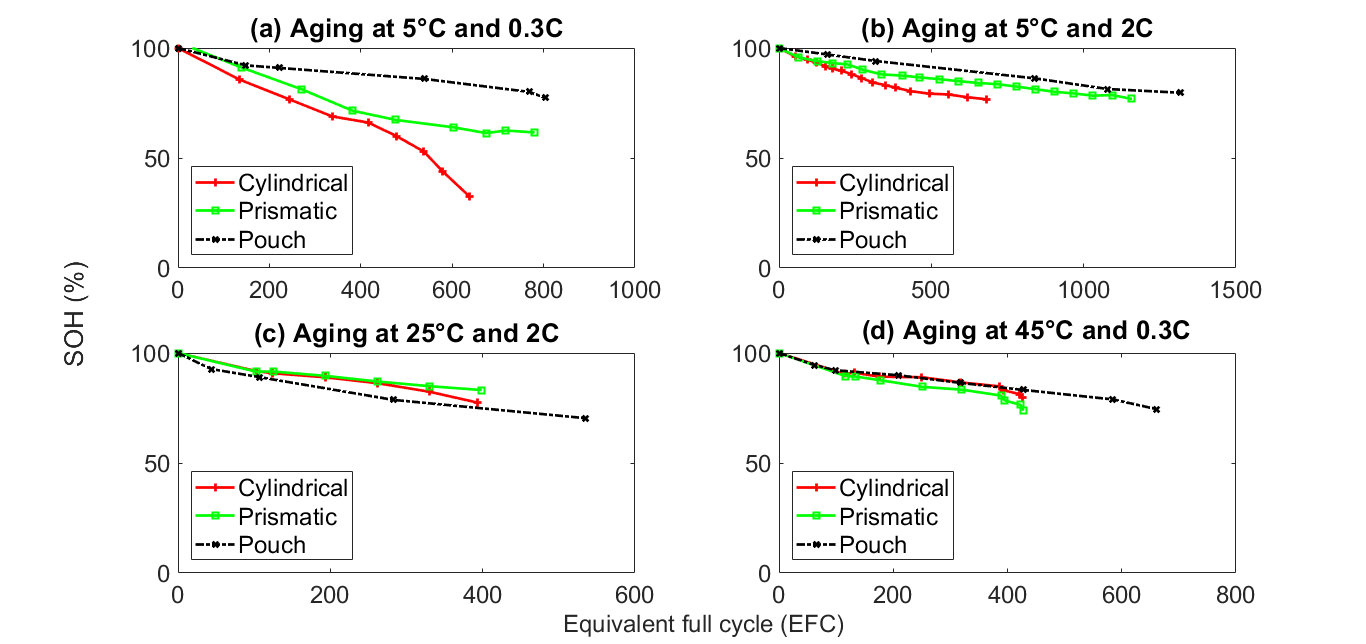 (a) Aging at 5°C and 0.3C
100
50
0
0 200 400 600 800 1000
Cylindrical
Prismatic
Pouch
(b) Aging at 5°C and 2C
100
50
0
0 500 1000 1500
Cylindrical
Prismatic
Pouch
SOH (%)
(c) Aging at 25°C and 2C
100
50
0
0 200 400 600
Cylindrical
Prismatic
Pouch
(d) Aging at 45°C and 0.3C
100
50
0
0 200 400 600 800
Cylindrical
Prismatic
Pouch
Equivalent full cycle (EFC)